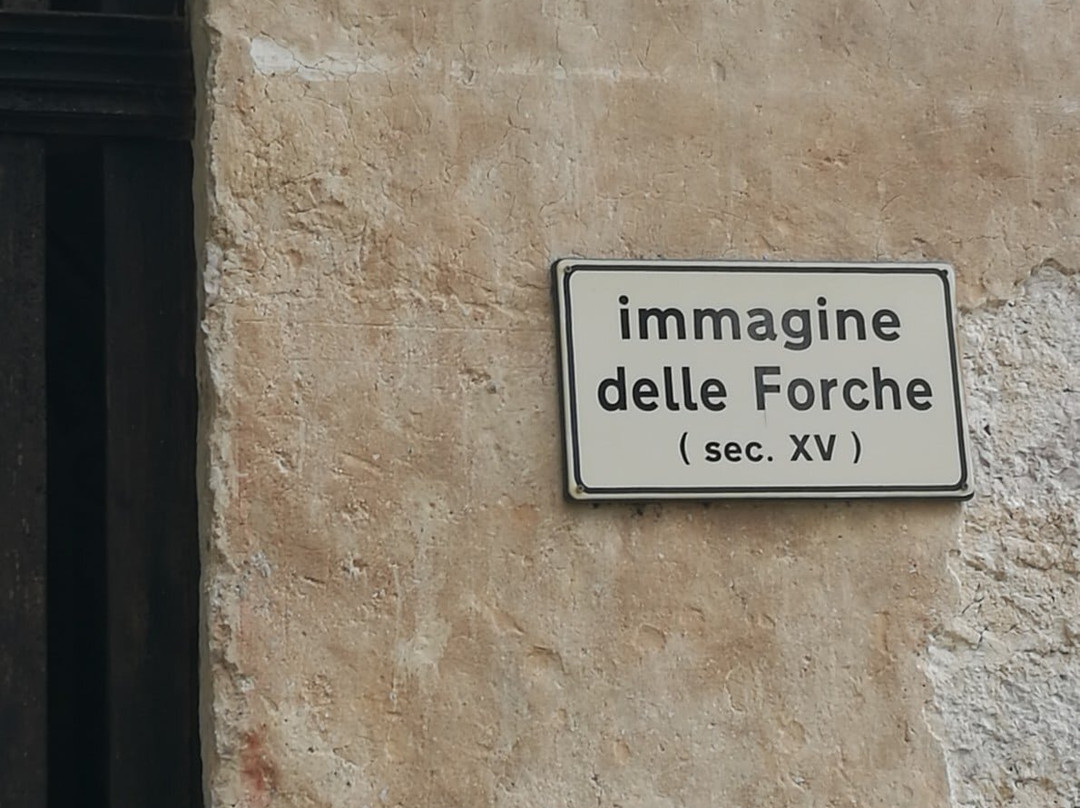 immagine
delle Forche
( sec. XV )